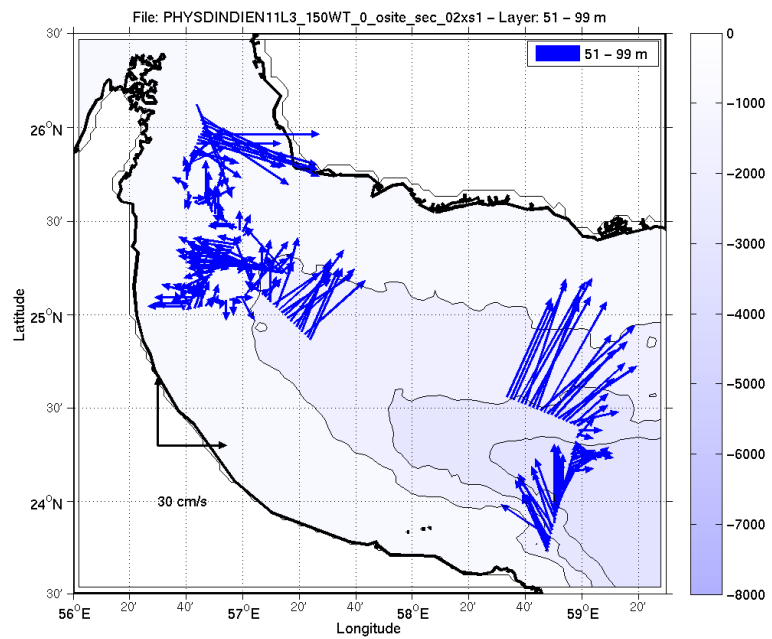 File: PHYSDINDIEN11L3_150WT_0_osite_sec_02xs1 – Layer: 51 – 99 m
51 – 99 m
30'
26°N
30'
25°N
30'
24°N
30'
Latitude
30 cm/s
56°E 20' 40' 57°E 20' 40' 58°E 20' 40' 59°E 20'
Longitude
0
−1000
−2000
−3000
−4000
−5000
−6000
−7000
−8000